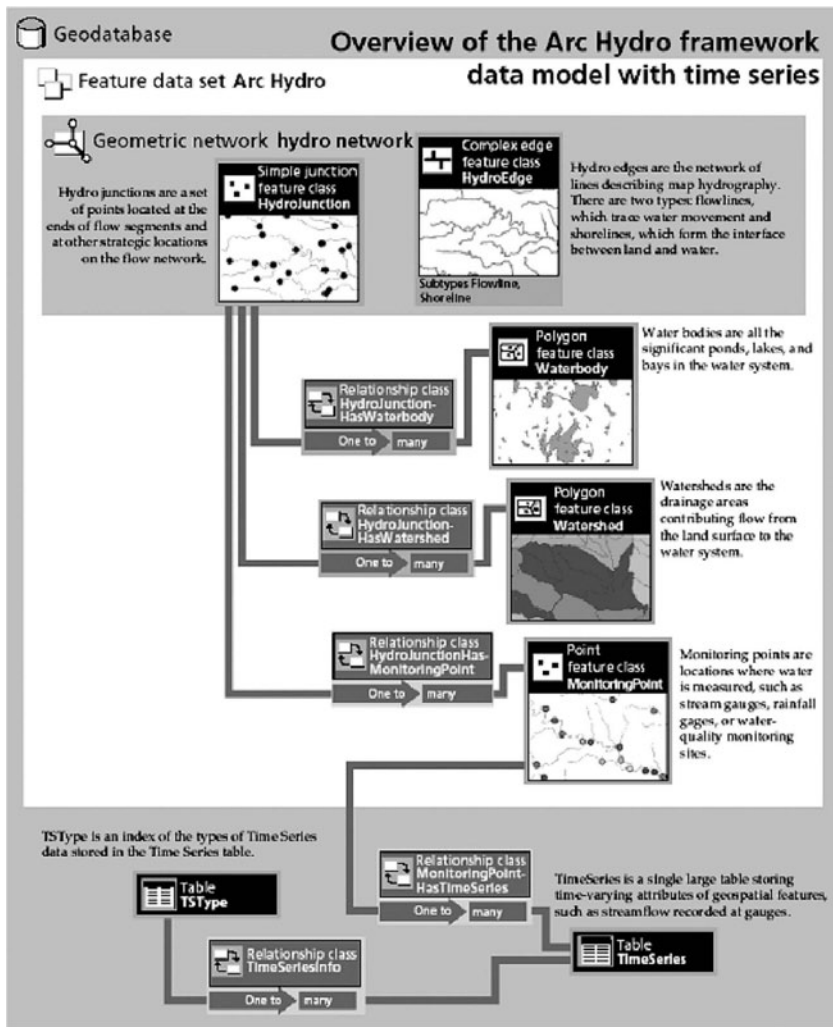 Geodatabase
Overview of the Arc Hydro framework
data model with time series
Feature data set Arc Hydro
Geometric network hydro network
Hydro junctions are a set
of points located at the
ends of flow segments and
at other strategic locations
on the flow network.
Simple junction
feature class
HydroJunction
Complex edge
feature class
HydroEdge
Subtypes Flowline,
Shoreline
Hydro edges are the network of
lines describing map hydrography.
There are two types: flowlines,
which trace water movement and
shorelines, which form the interface
between land and water.
Relationship class
HydroJunction-
HasWaterbody
One to many
Polygon
feature class
Waterbody
Water bodies are all the
significant ponds, lakes, and
bays in the water system.
Relationship class
HydroJunction-
HasWatershed
One to many
Polygon
feature class
Watershed
Watersheds are the
drainage areas
contributing flow from
the land surface to the
water system.
Relationship class
HydroJunctionHas-
MonitoringPoint
One to many
Point
feature class
MonitoringPoint
Monitoring points are
locations where water
is measured, such as
stream gauges, rainfall
gages, or water-
quality monitoring
sites.
TSType is an index of the types of Time Series
data stored in the Time Series table.
Table
TSType
Relationship class
MonitoringPoint-
HasTimeSeries
One to many
TimeSeries is a single large table storing
time-varying attributes of geospatial features,
such as streamflow recorded at gauges.
Relationship class
TimeSeriesInfo
One to many
Table
TimeSeries